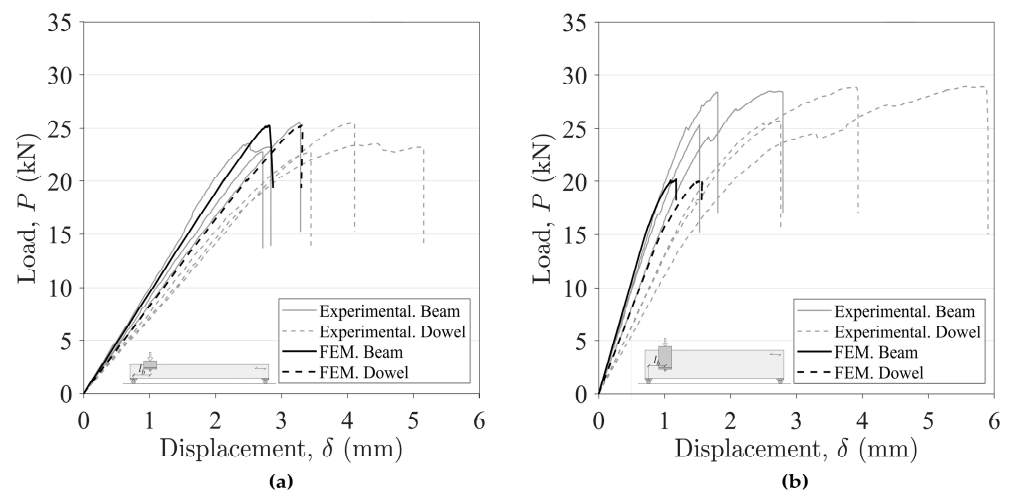 35
30
25
20
15
10
5
0
Load, P (kN)
Experimental. Beam
Experimental. Dowel
FEM. Beam
FEM. Dowel
l_b
0 1 2 3 4 5 6
Displacement, δ (mm)
(a)
35
30
25
20
15
10
5
0
Load, P (kN)
Experimental. Beam
Experimental. Dowel
FEM. Beam
FEM. Dowel
l_b
0 1 2 3 4 5 6
Displacement, δ (mm)
(b)